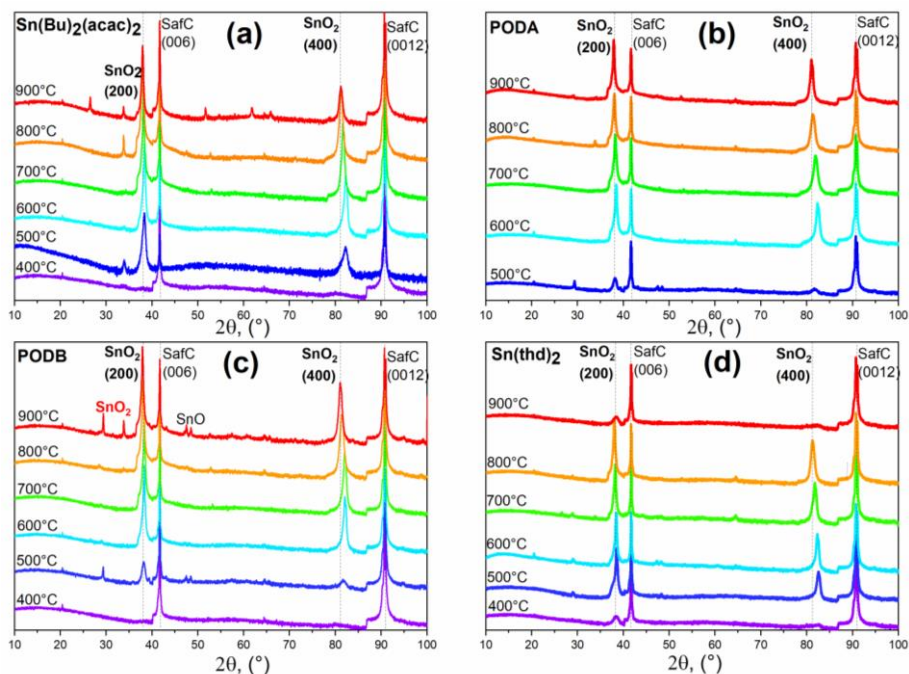 Sn(Bu)₂(acac)₂
SnO₂
(200)
SafC
(006)
(a)
SnO₂
(400)
SafC
(0012)
900°C
800°C
700°C
600°C
500°C
400°C
10 20 30 40 50 60 70 80 90 100
2θ, (°)
PODA
SnO₂
(200)
SafC
(006)
(b)
SnO₂
(400)
SafC
(0012)
900°C
800°C
700°C
600°C
500°C
10 20 30 40 50 60 70 80 90 100
2θ, (°)
PODB
SnO₂
(200)
SafC
(006)
(c)
SnO₂
(400)
SafC
(0012)
SnO₂
SnO
900°C
800°C
700°C
600°C
500°C
400°C
10 20 30 40 50 60 70 80 90 100
2θ, (°)
Sn(thd)₂
SnO₂
(200)
SafC
(006)
(d)
SnO₂
(400)
SafC
(0012)
900°C
800°C
700°C
600°C
500°C
400°C
10 20 30 40 50 60 70 80 90 100
2θ, (°)